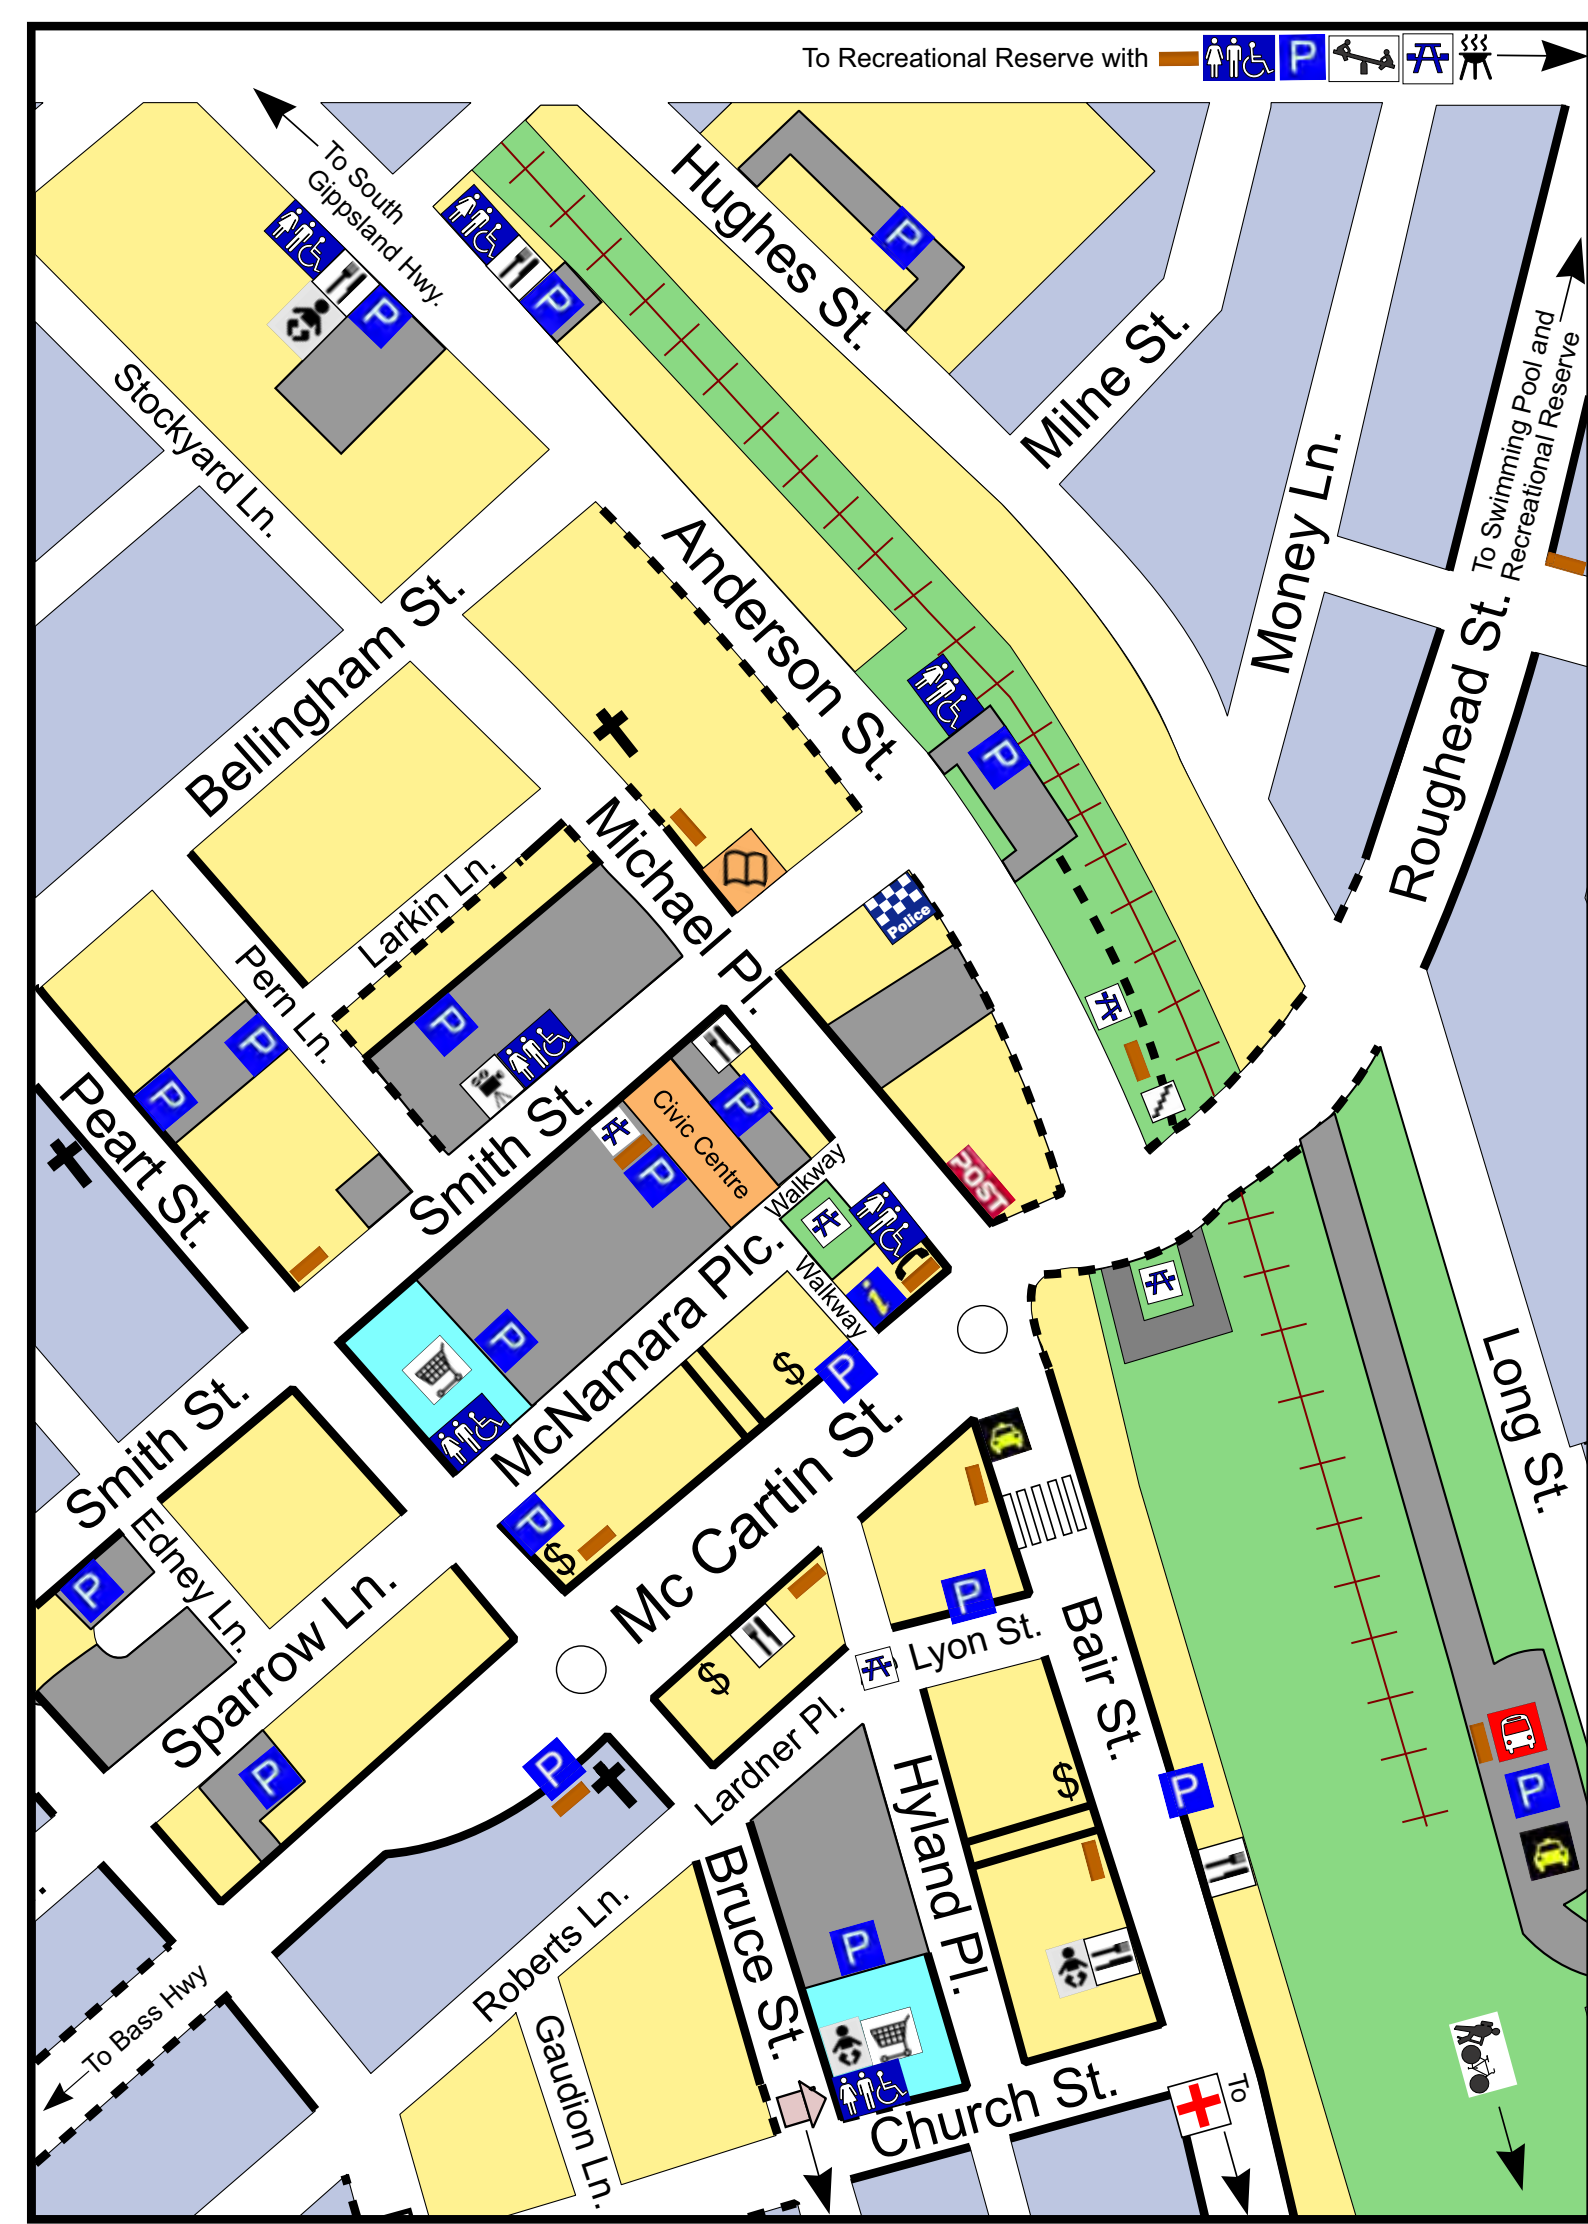 To Recreational Reserve with
P
To South
Gippsland Hwy.
Hughes St.
P
P
P
Stockyard Ln.
Milne St.
To Swimming Pool and
Recreational Reserve
Money Ln.
Anderson St.
Bellingham St.
Roughead St.
P
Michael Pl.
Larkin Ln.
Police
Pern Ln.
P
P
P
Peart St.
Smith St.
Civic Centre
P
P
Walkway
POST
McNamara Plc.
Walkway
i
P
$
P
Long St.
Smith St.
Mc Cartin St.
P
$
Edney Ln.
P
Sparrow Ln.
P
Lyon St.
Bair St.
$
Lardner Pl.
Hyland Pl.
$
P
P
P
P
Bruce St.
Roberts Ln.
P
To Bass Hwy
Gaudion Ln.
Church St.
To